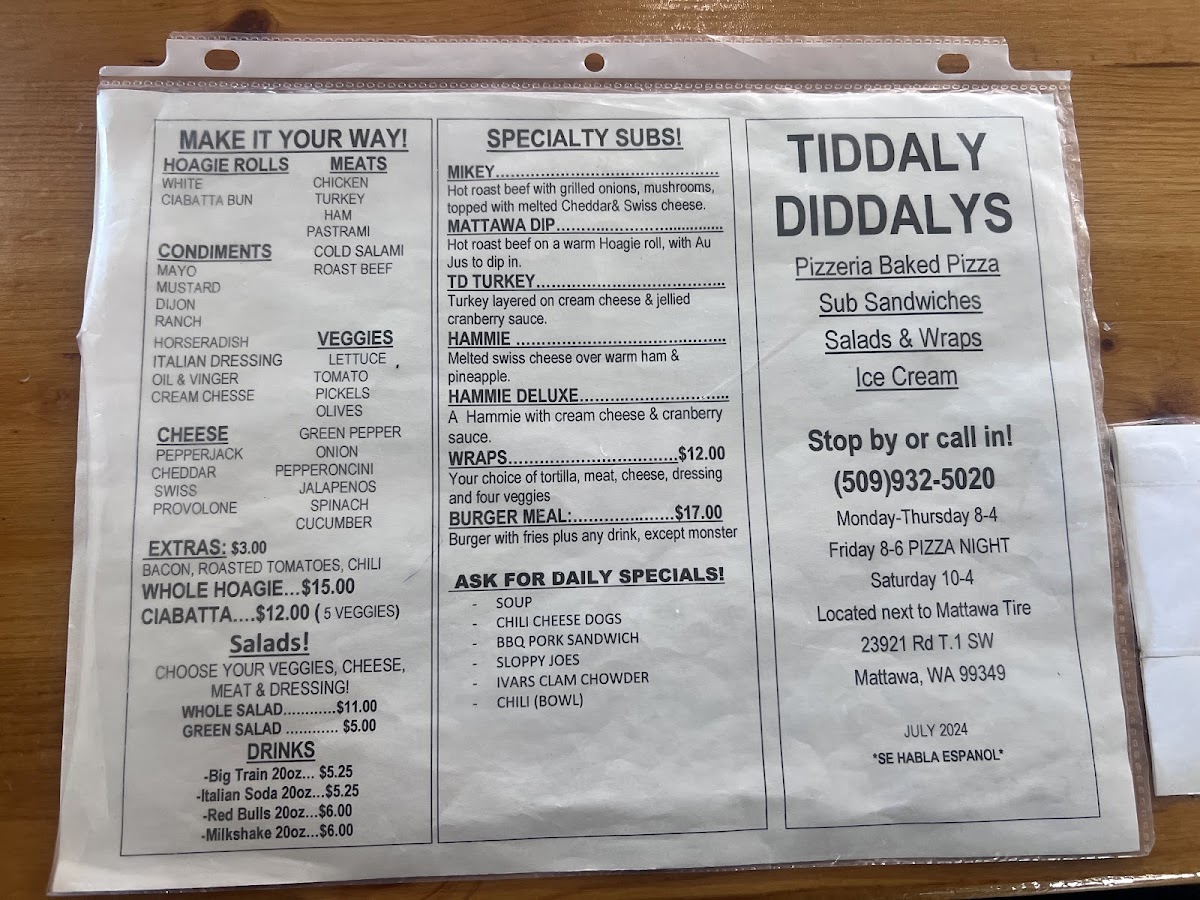 MAKE IT YOUR WAY!
HOAGIE ROLLS
WHITE
CIABATTA BUN
MEATS
CHICKEN
TURKEY
HAM
PASTRAMI
COLD SALAMI
ROAST BEEF
CONDIMENTS
MAYO
MUSTARD
DIJON
RANCH
HORSERADISH
ITALIAN DRESSING
OIL & VINGER
CREAM CHESSE
VEGGIES
LETTUCE
TOMATO
PICKELS
OLIVES
GREEN PEPPER
ONION
PEPPERONCINI
JALAPENOS
SPINACH
CUCUMBER
CHEESE
PEPPERJACK
CHEDDAR
SWISS
PROVOLONE
EXTRAS: $3.00
BACON, ROASTED TOMATOES, CHILI
WHOLE HOAGIE...$15.00
CIABATTA....$12.00 ( 5 VEGGIES)
Salads!
CHOOSE YOUR VEGGIES, CHEESE,
MEAT & DRESSING!
WHOLE SALAD............$11.00
GREEN SALAD ............ $5.00
DRINKS
-Big Train 20oz... $5.25
-Italian Soda 20oz...$5.25
-Red Bulls 20oz...$6.00
-Milkshake 20oz...$6.00
SPECIALTY SUBS!
MIKEY..........................................
Hot roast beef with grilled onions, mushrooms,
topped with melted Cheddar& Swiss cheese.
MATTAWA DIP................................
Hot roast beef on a warm Hoagie roll, with Au
Jus to dip in.
TD TURKEY....................................
Turkey layered on cream cheese & jellied
cranberry sauce.
HAMMIE ........................................
Melted swiss cheese over warm ham &
pineapple.
HAMMIE DELUXE............................
A Hammie with cream cheese & cranberry
sauce.
WRAPS....................................$12.00
Your choice of tortilla, meat, cheese, dressing
and four veggies
BURGER MEAL:....................$17.00
Burger with fries plus any drink, except monster
ASK FOR DAILY SPECIALS!
- SOUP
- CHILI CHEESE DOGS
- BBQ PORK SANDWICH
- SLOPPY JOES
- IVARS CLAM CHOWDER
- CHILI (BOWL)
TIDDALY
DIDDALYS
Pizzeria Baked Pizza
Sub Sandwiches
Salads & Wraps
Ice Cream
Stop by or call in!
(509)932-5020
Monday-Thursday 8-4
Friday 8-6 PIZZA NIGHT
Saturday 10-4
Located next to Mattawa Tire
23921 Rd T.1 SW
Mattawa, WA 99349
JULY 2024
*SE HABLA ESPANOL*